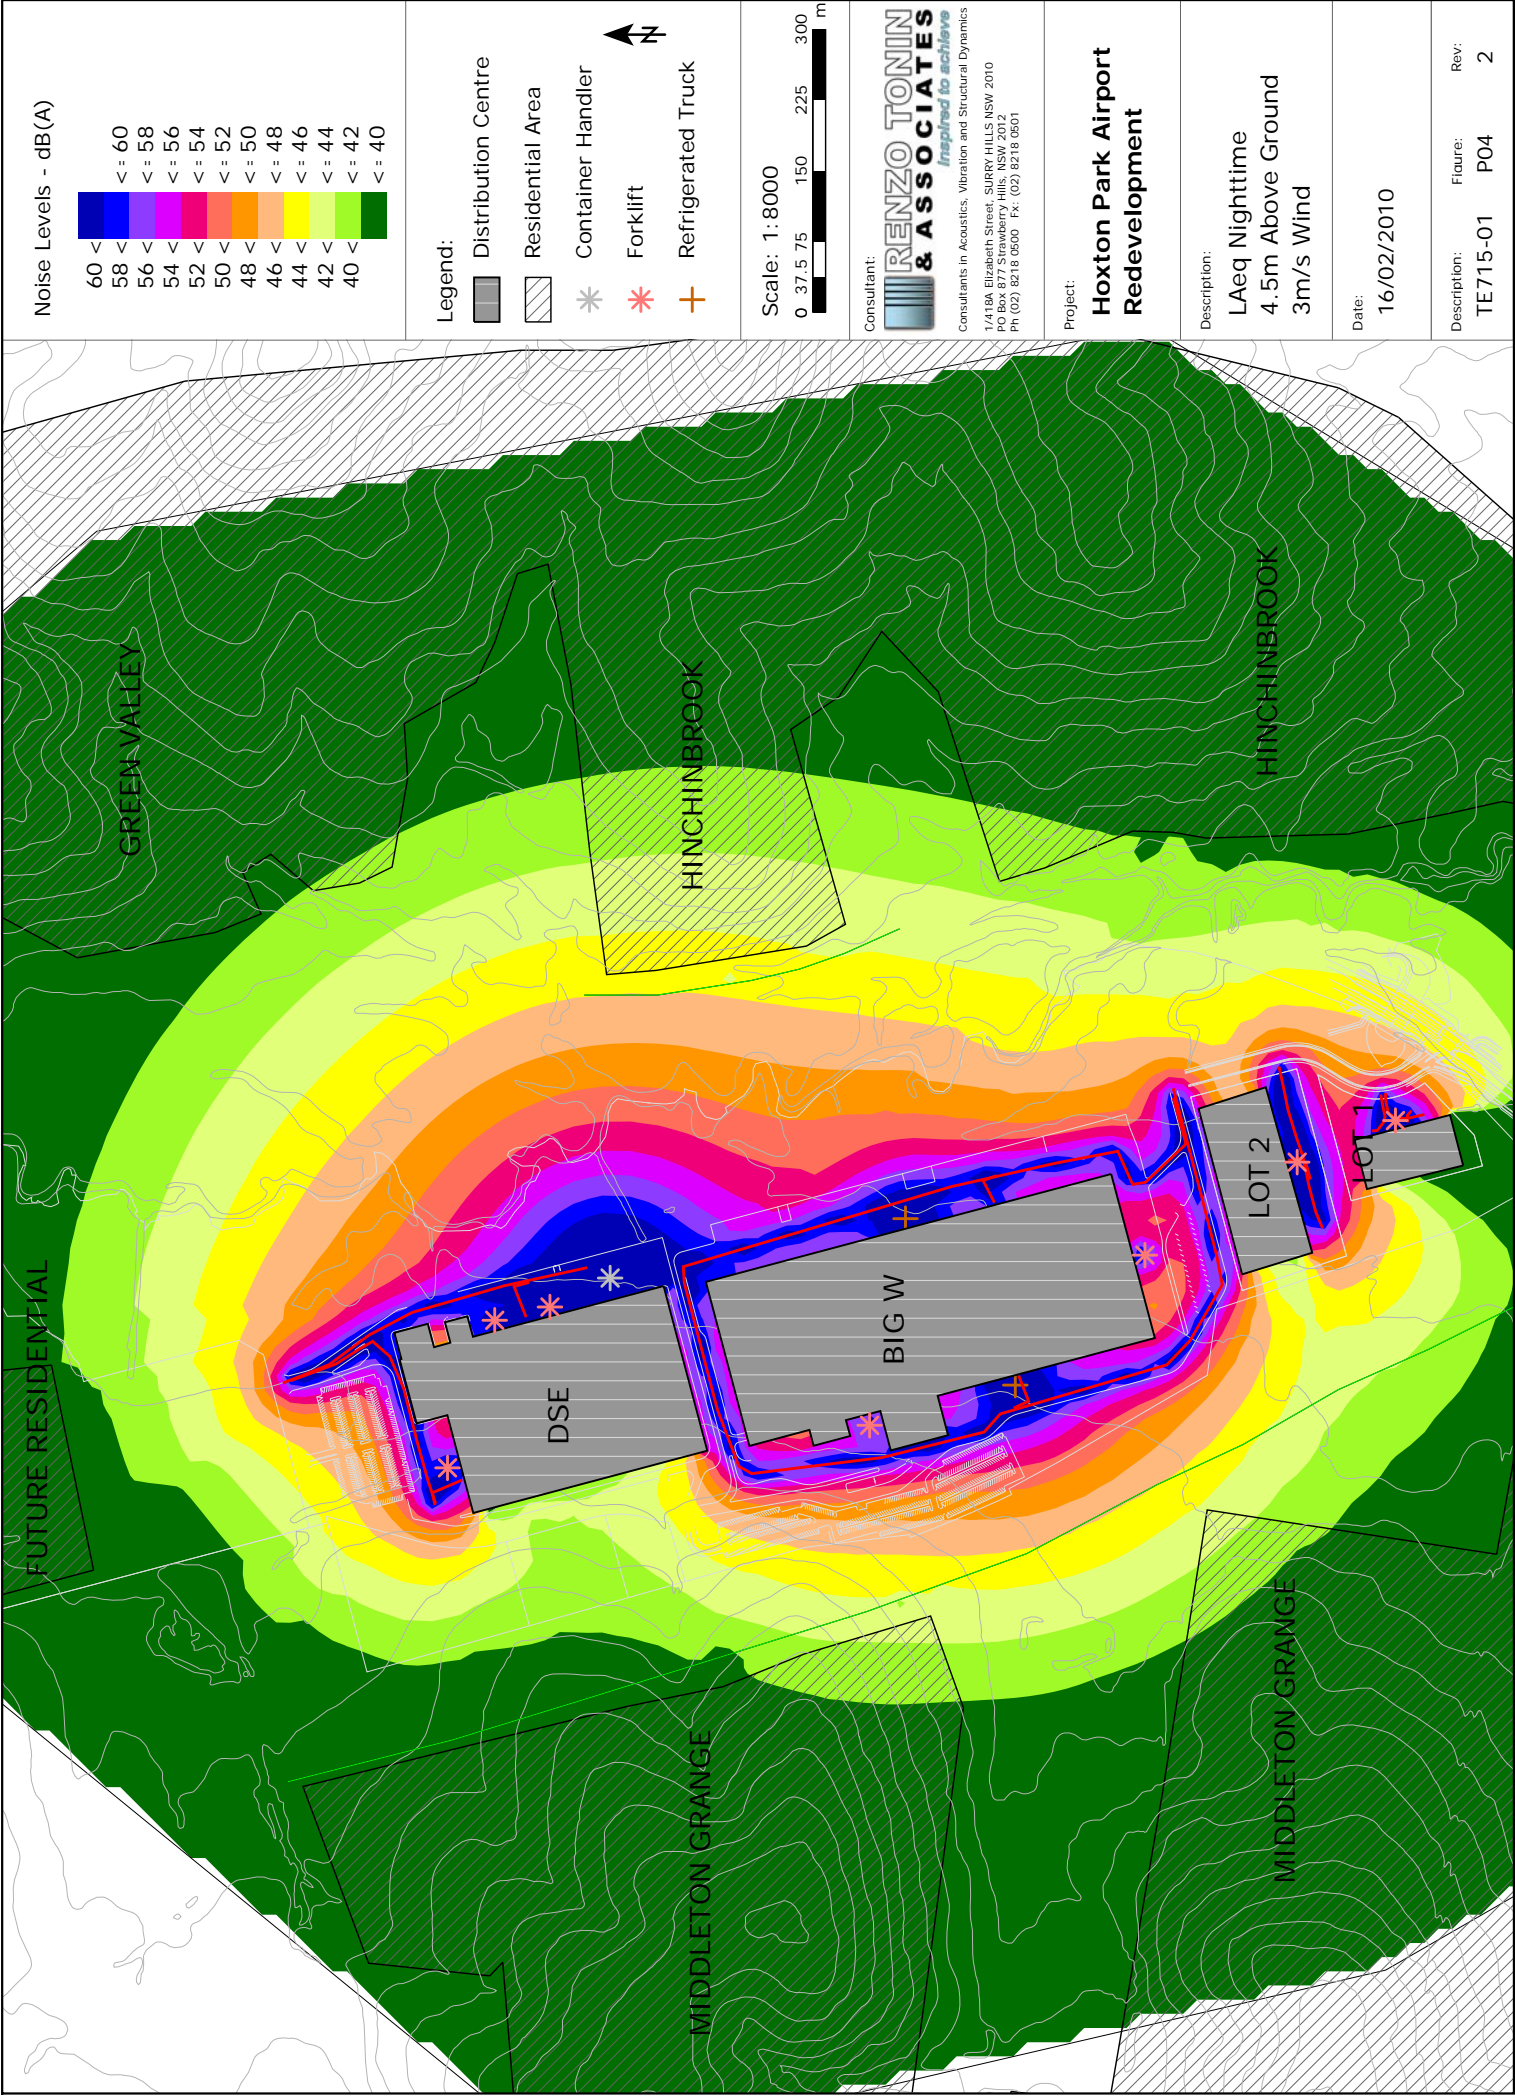 Noise Levels - dB(A)
<= 40
40 < <= 42
42 < <= 44
44 < <= 46
46 < <= 48
48 < <= 50
50 < <= 52
52 < <= 54
54 < <= 56
56 < <= 58
58 < <= 60
60 <
Legend:
Distribution Centre
Residential Area
Container Handler
Forklift
Refrigerated Truck
N
Scale: 1:8000
0 37.5 75 150 225 300
m
Consultant:
RENZO TONIN
& ASSOCIATES
inspired to achieve
Consultants in Acoustics, Vibration and Structural Dynamics
1/418A Elizabeth Street, SURRY HILLS NSW 2010
PO Box 877 Strawberry Hills, NSW 2012
Ph (02) 8218 0500 Fx: (02) 8218 0501
Project:
Hoxton Park Airport
Redevelopment
Description:
LAeq Nighttime
4.5m Above Ground
3m/s Wind
Date:
16/02/2010
Description: Figure: Rev:
TE715-01 P04 2
FUTURE RESIDENTIAL
GREEN VALLEY
DSE
HINCHINBROOK
MIDDLETON GRANGE
BIG W
LOT 2
HINCHINBROOK
MIDDLETON GRANGE
LOT 1